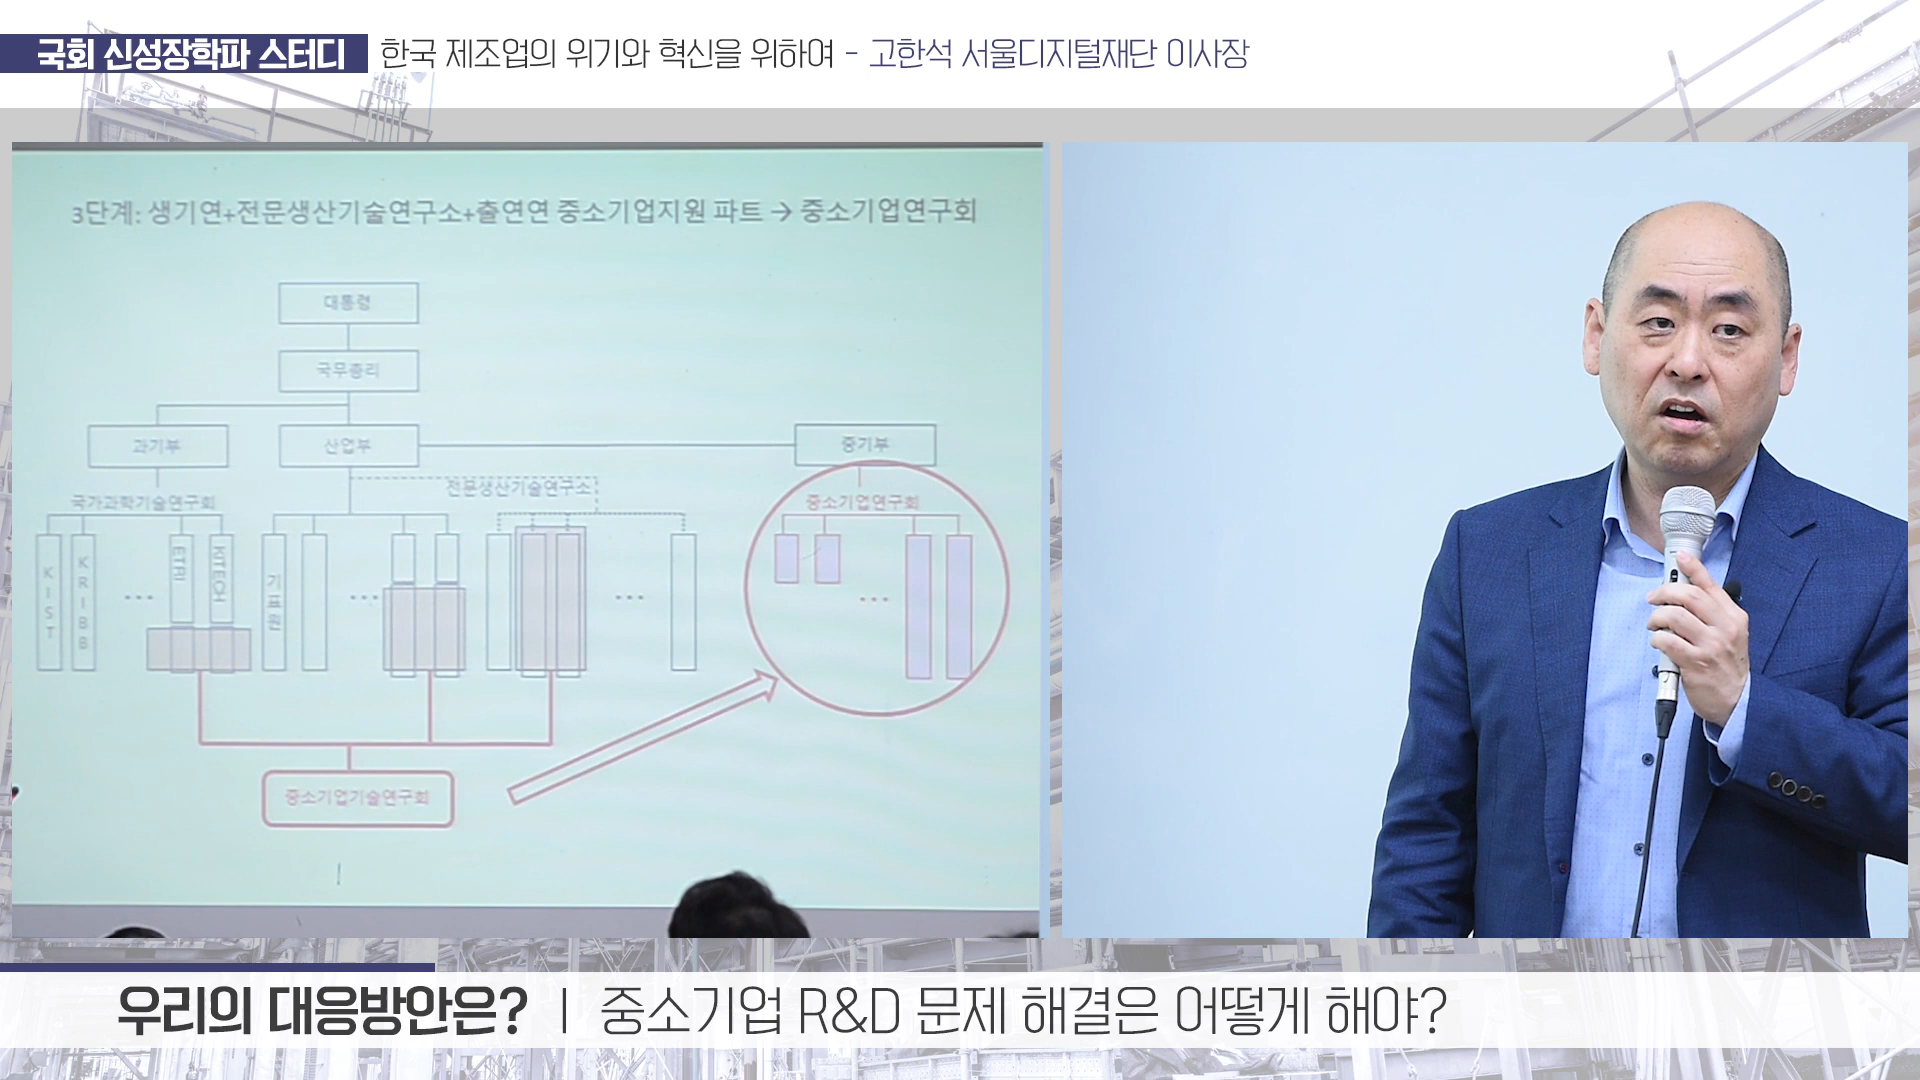 국회 신성장학파 스터디 한국 제조업의 위기와 혁신을 위하여 - 고한석 서울디지털재단 이사장
3단계: 생기연+전문생산기술연구소+출연연 중소기업지원 파트 → 중소기업연구회
대통령
국무총리
과기부 산업부 중기부
전문생산기술연구소
국가과학기술연구회 중소기업연구회
KIST KRIBB ... ETRI KITECH 기표원 ... ... ...
중소기업기술연구회
우리의 대응방안은? | 중소기업 R&D 문제 해결은 어떻게 해야?